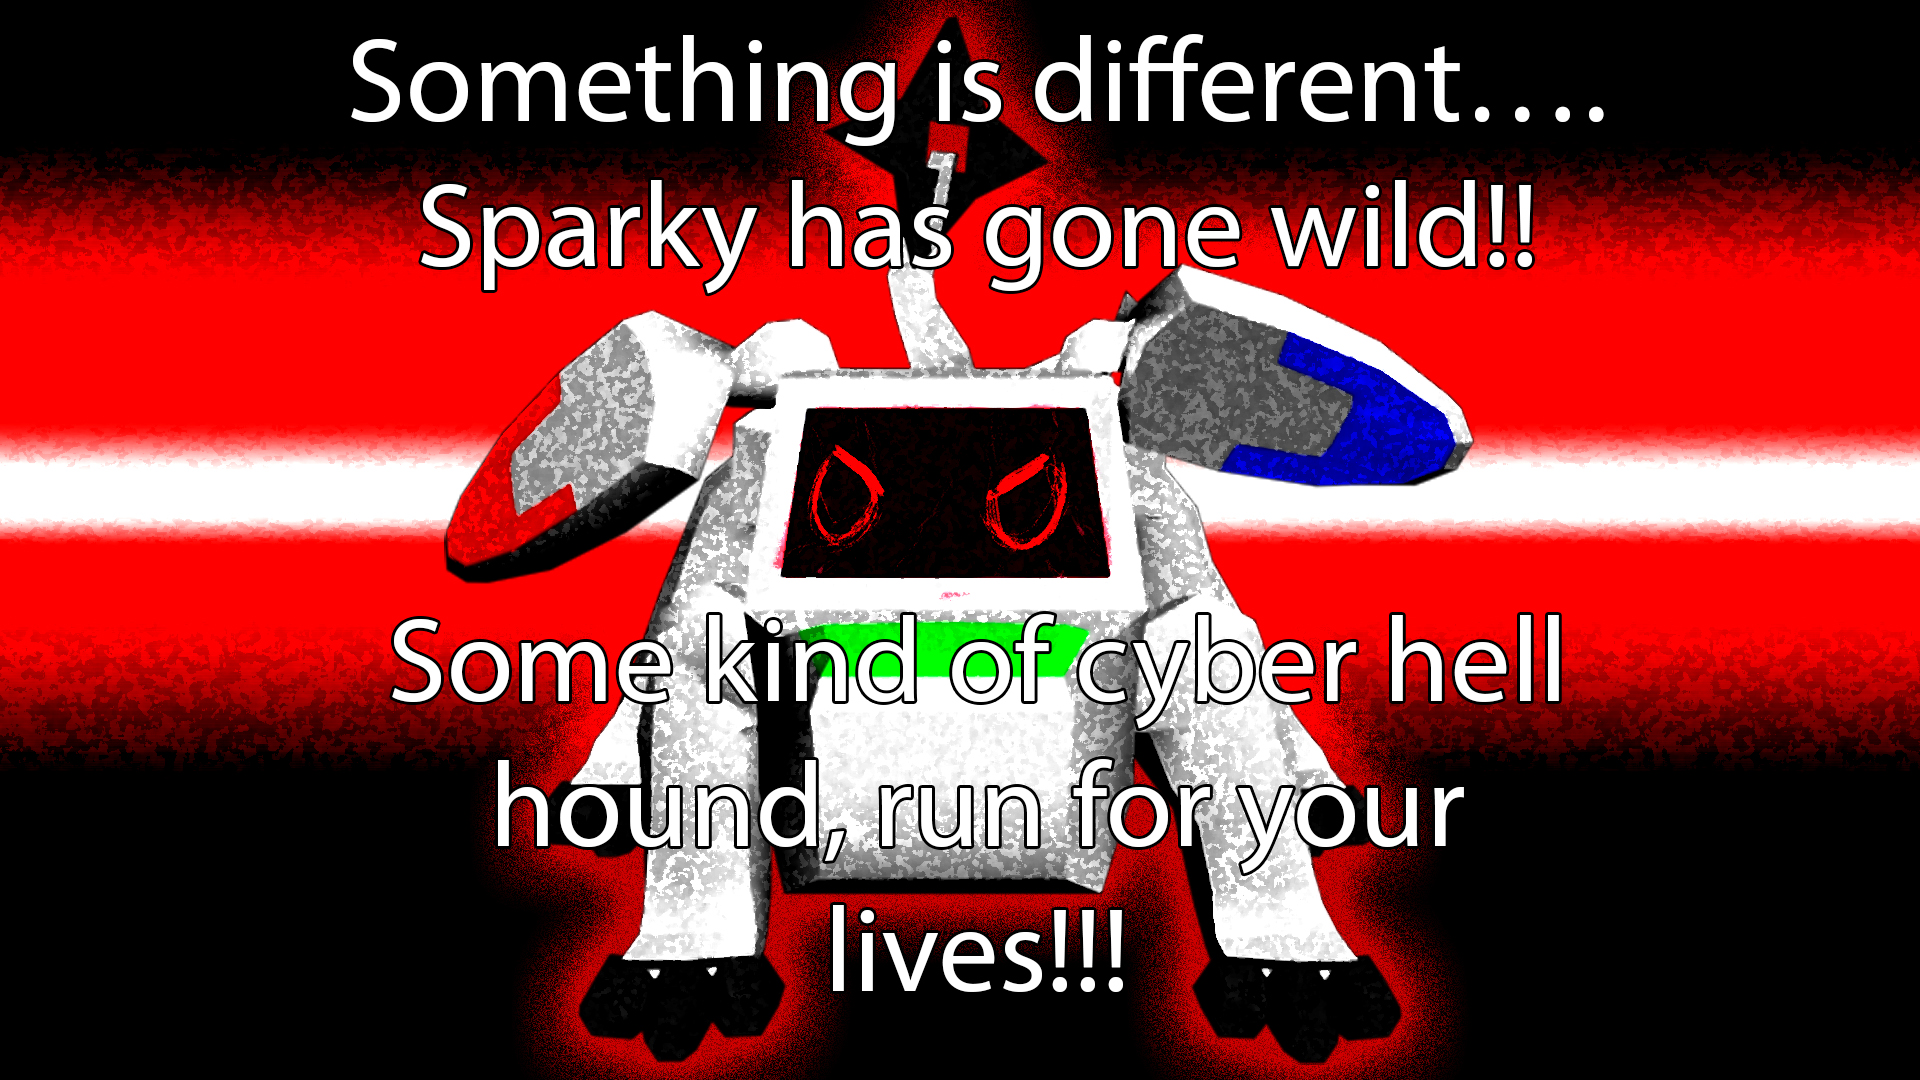 Something is different….
Sparky has gone wild!!
Some kind of cyber hell
hound, run for your
lives!!!